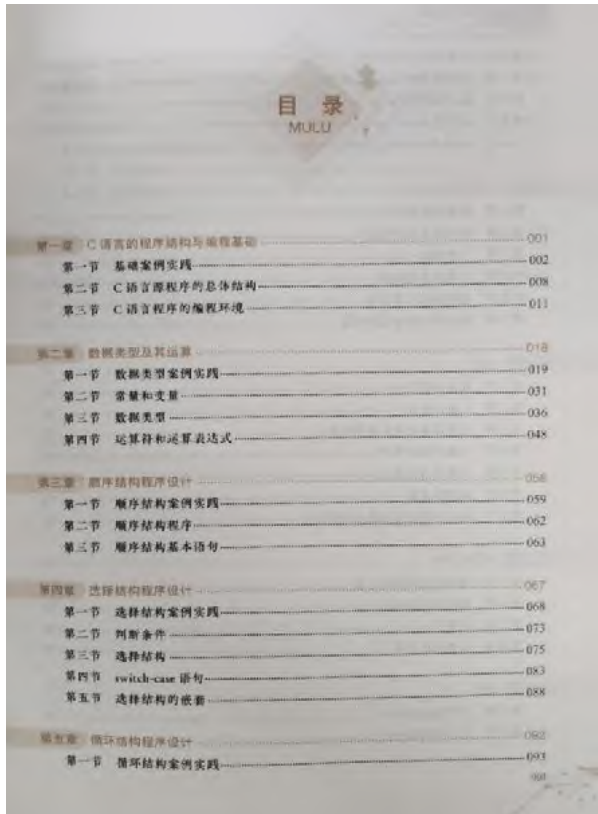 目 录
MULU
第一章 C 语言的程序结构与编程基础 001
第一节 基础案例实践 002
第二节 C 语言源程序的总体结构 008
第三节 C 语言程序的编程环境 011
第二章 数据类型及其运算 018
第一节 数据类型案例实践 019
第二节 常量和变量 031
第三节 数据类型 036
第四节 运算符和运算表达式 048
第三章 顺序结构程序设计 058
第一节 顺序结构案例实践 059
第二节 顺序结构程序 062
第三节 顺序结构基本语句 063
第四章 选择结构程序设计 067
第一节 选择结构案例实践 068
第二节 判断条件 073
第三节 选择结构 075
第四节 switch-case 语句 083
第五节 选择结构的嵌套 088
第五章 循环结构程序设计 092
第一节 循环结构案例实践 093
001